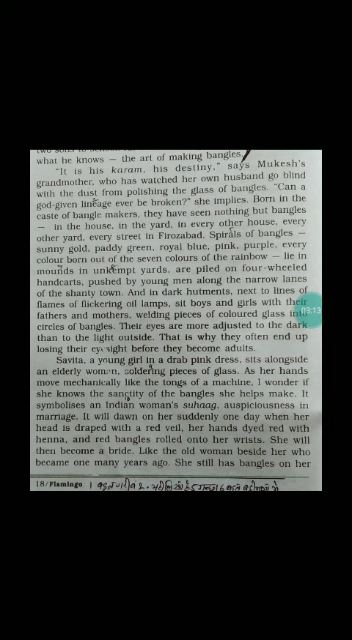 what he knows — the art of making bangles.
"It is his karam, his destiny," says Mukesh's
grandmother, who has watched her own husband go blind
with the dust from polishing the glass of bangles. "Can a
god-given lineage ever be broken?" she implies. Born in the
caste of bangle makers, they have seen nothing but bangles
— in the house, in the yard, in every other house, every
other yard, every street in Firozabad. Spirals of bangles —
sunny gold, paddy green, royal blue, pink, purple, every
colour born out of the seven colours of the rainbow — lie in
mounds in unkempt yards, are piled on four-wheeled
handcarts, pushed by young men along the narrow lanes
of the shanty town. And in dark hutments, next to lines of
flames of flickering oil lamps, sit boys and girls with their
fathers and mothers, welding pieces of coloured glass into
circles of bangles. Their eyes are more adjusted to the dark
than to the light outside. That is why they often end up
losing their eyesight before they become adults.
Savita, a young girl in a drab pink dress, sits alongside
an elderly woman, soldering pieces of glass. As her hands
move mechanically like the tongs of a machine, I wonder if
she knows the sanctity of the bangles she helps make. It
symbolises an Indian woman's suhaag, auspiciousness in
marriage. It will dawn on her suddenly one day when her
head is draped with a red veil, her hands dyed red with
henna, and red bangles rolled onto her wrists. She will
then become a bride. Like the old woman beside her who
became one many years ago. She still has bangles on her
18/Flamingo
03:13